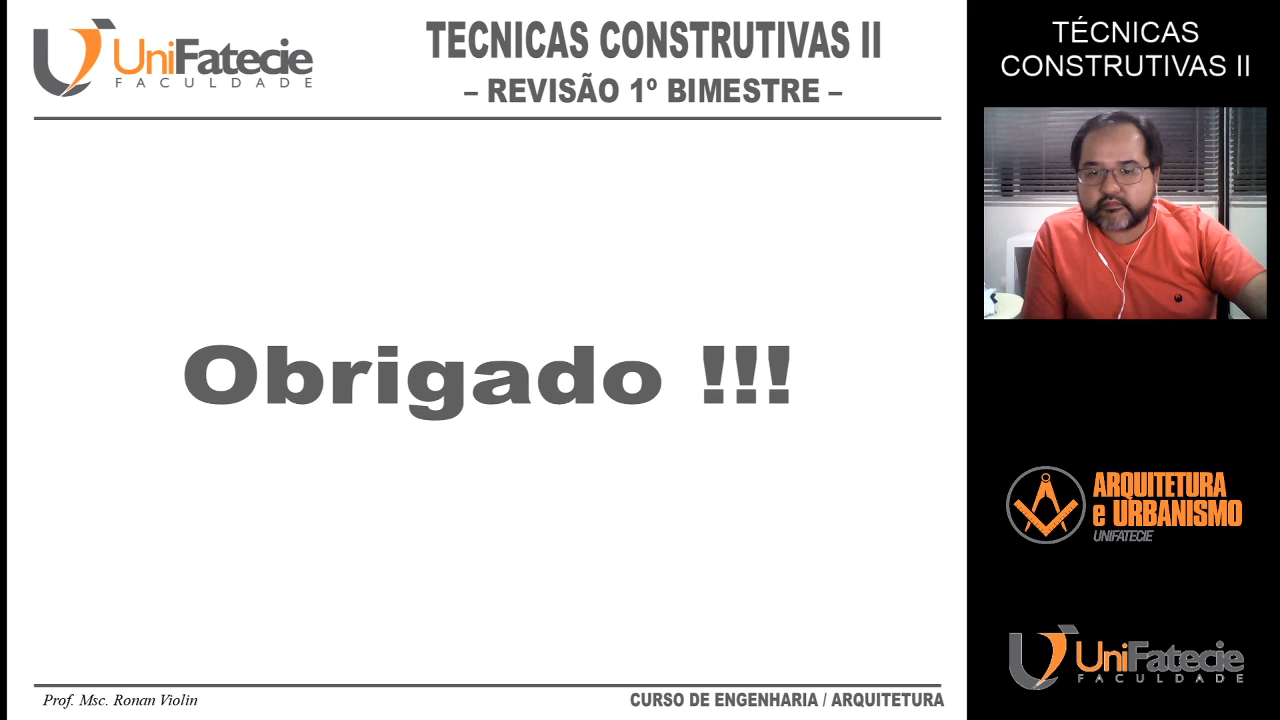 UniFatecie
FACULDADE
TECNICAS CONSTRUTIVAS II
– REVISÃO 1º BIMESTRE –
Obrigado !!!
Prof. Msc. Ronan Violin
CURSO DE ENGENHARIA / ARQUITETURA
TÉCNICAS
CONSTRUTIVAS II
ARQUITETURA
e URBANISMO
UNIFATECIE
UniFatecie
FACULDADE